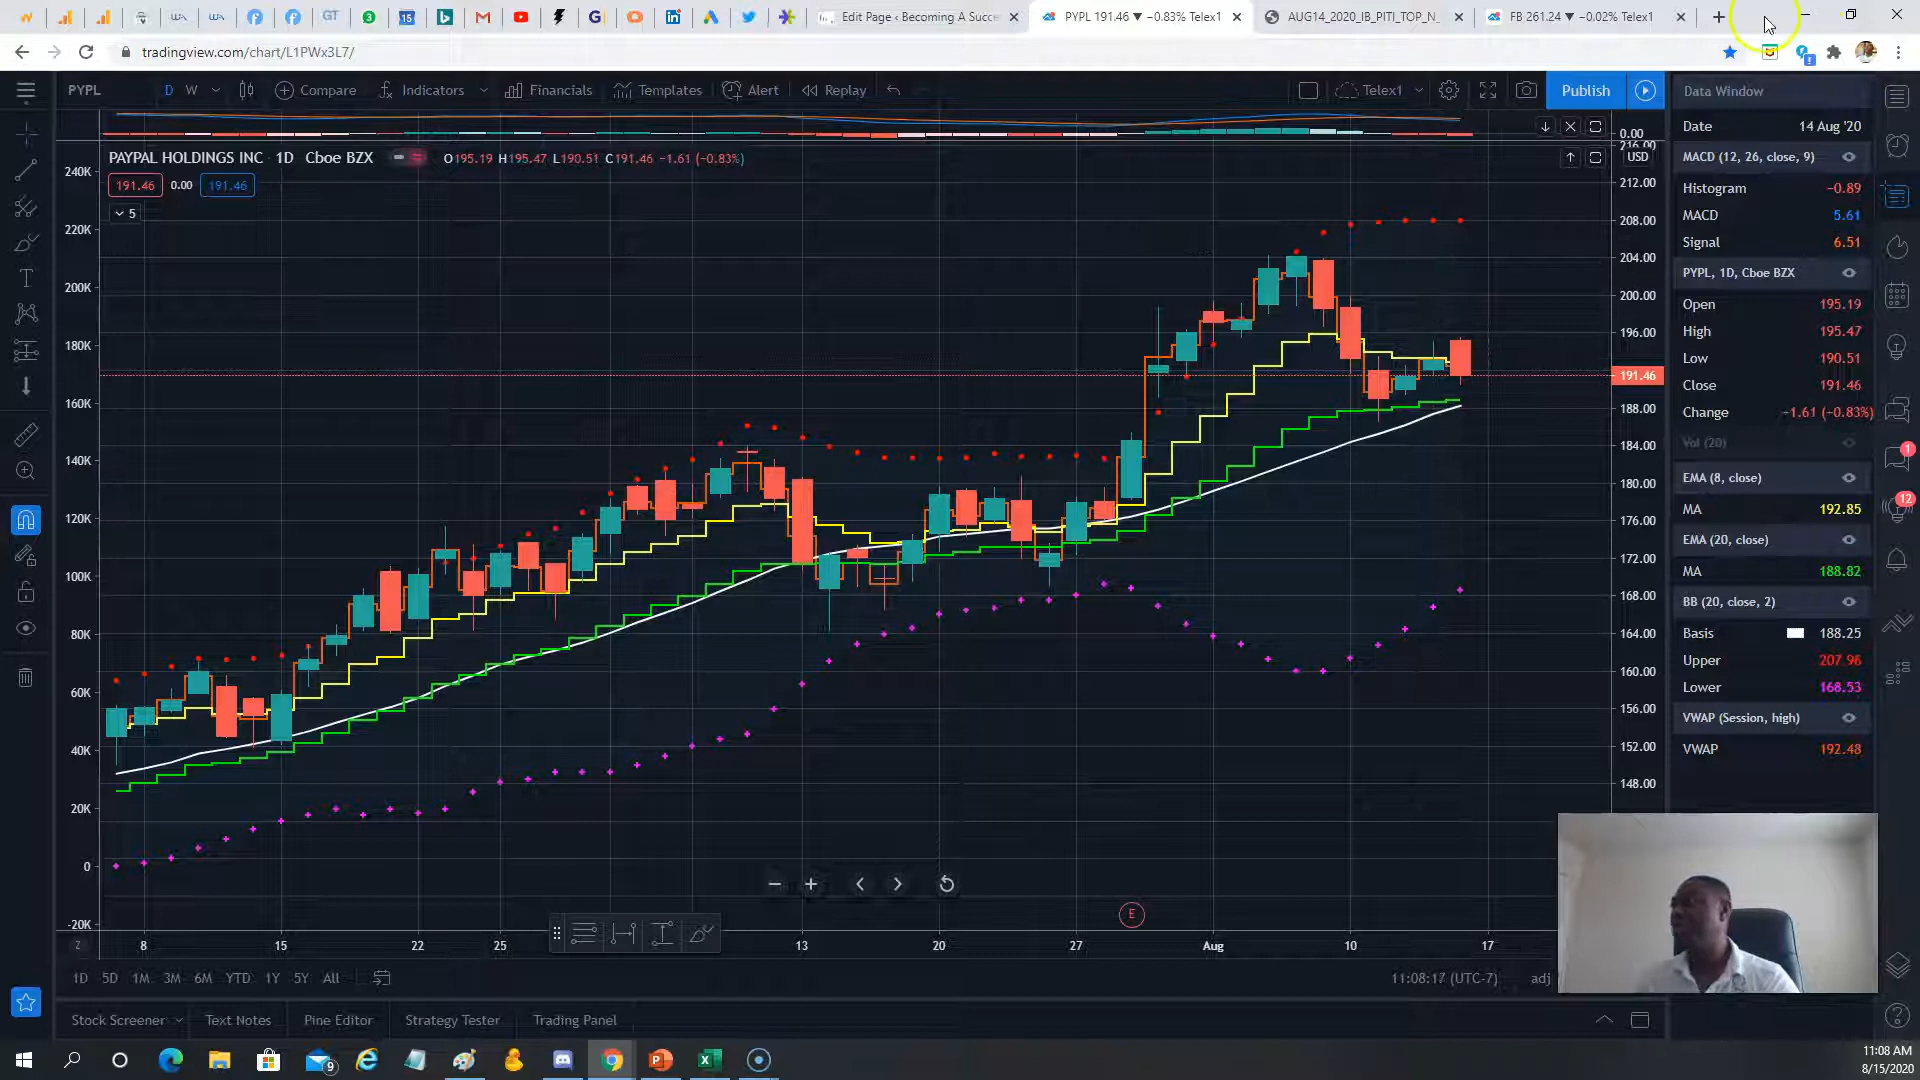 Edit Page ‹ Becoming A Succe
PYPL 191.46 ▼ −0.83% Telex1
AUG14_2020_IB_PITI_TOP_N_
FB 261.24 ▼ −0.02% Telex1
tradingview.com/chart/L1PWx3L7/
PYPL D W Compare Indicators Financials Templates Alert Replay Telex1 Publish
Data Window
Date 14 Aug '20
MACD (12, 26, close, 9)
Histogram −0.89
MACD 5.61
Signal 6.51
PYPL, 1D, Cboe BZX
Open 195.19
High 195.47
Low 190.51
Close 191.46
Change −1.61 (−0.83%)
Vol (20)
EMA (8, close)
MA 192.85
EMA (20, close)
MA 188.82
BB (20, close, 2)
Basis 188.25
Upper 207.96
Lower 168.53
VWAP (Session, high)
VWAP 192.48
PAYPAL HOLDINGS INC 1D Cboe BZX O195.19 H195.47 L190.51 C191.46 −1.61 (−0.83%)
191.46 0.00 191.46
5
240K
220K
200K
180K
160K
140K
120K
100K
80K
60K
40K
20K
0
-20K
0.00
216.00
USD
212.00
208.00
204.00
200.00
196.00
191.46
188.00
184.00
180.00
176.00
172.00
168.00
164.00
160.00
156.00
152.00
148.00
E
Z 8 15 22 25 13 20 27 Aug 10 17
1D 5D 1M 3M 6M YTD 1Y 5Y All
11:08:17 (UTC-7) adj
Stock Screener Text Notes Pine Editor Strategy Tester Trading Panel
1
12
9
11:08 AM
8/15/2020